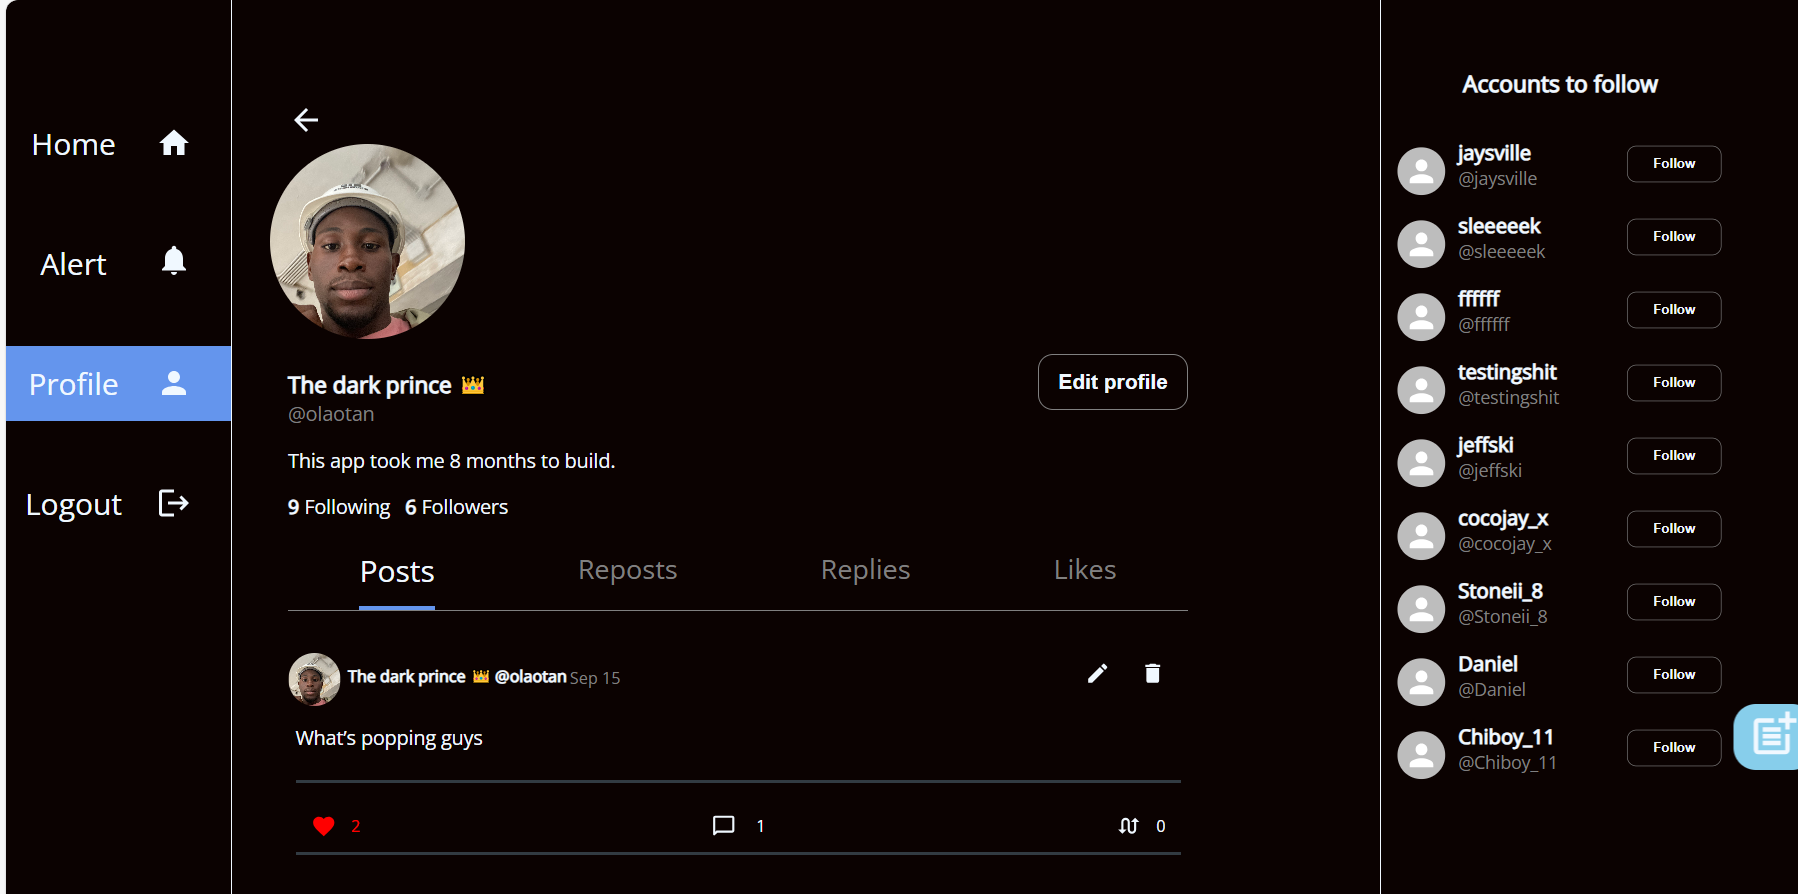 Home
Alert
Profile
Logout
The dark prince 👑
@olaotan
Edit profile
This app took me 8 months to build.
9 Following 6 Followers
Posts Reposts Replies Likes
The dark prince 👑 @olaotan Sep 15
What’s popping guys
2 1 0
Accounts to follow
jaysville
@jaysville
Follow
sleeeeek
@sleeeeek
Follow
ffffff
@ffffff
Follow
testingshit
@testingshit
Follow
jeffski
@jeffski
Follow
cocojay_x
@cocojay_x
Follow
Stoneii_8
@Stoneii_8
Follow
Daniel
@Daniel
Follow
Chiboy_11
@Chiboy_11
Follow